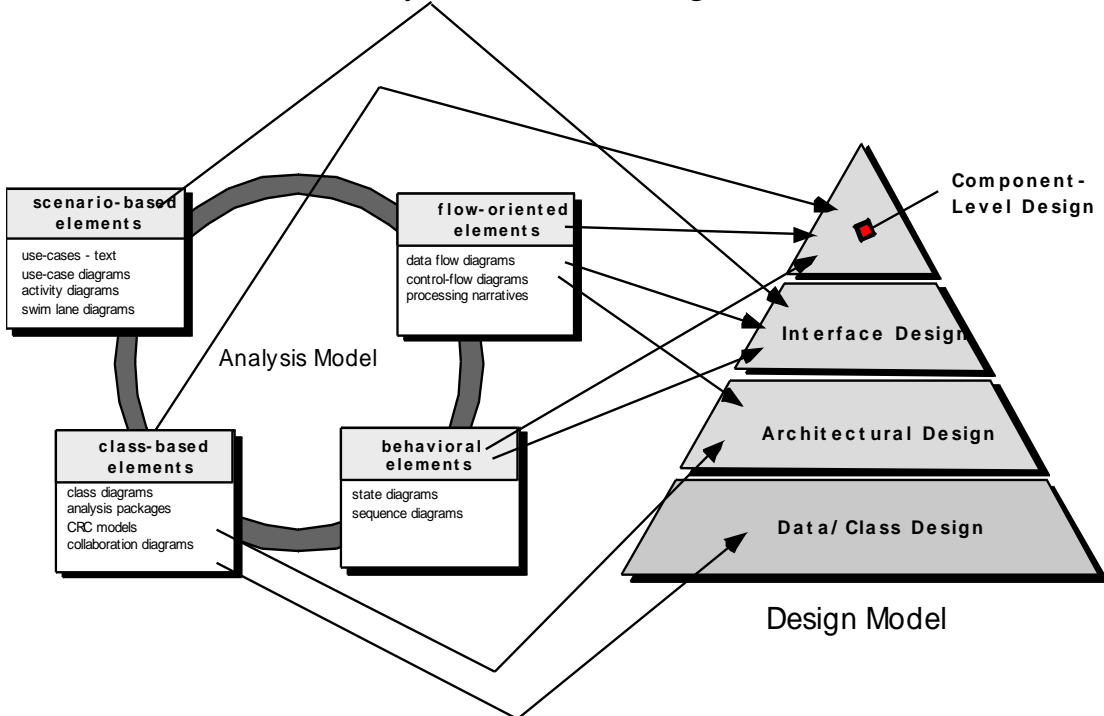 scenario-based
elements
use-cases - text
use-case diagrams
activity diagrams
swim lane diagrams
flow-oriented
elements
data flow diagrams
control-flow diagrams
processing narratives
Component-
Level Design
Analysis Model
Interface Design
class-based
elements
class diagrams
analysis packages
CRC models
collaboration diagrams
behavioral
elements
state diagrams
sequence diagrams
Architectural Design
Data/Class Design
Design Model